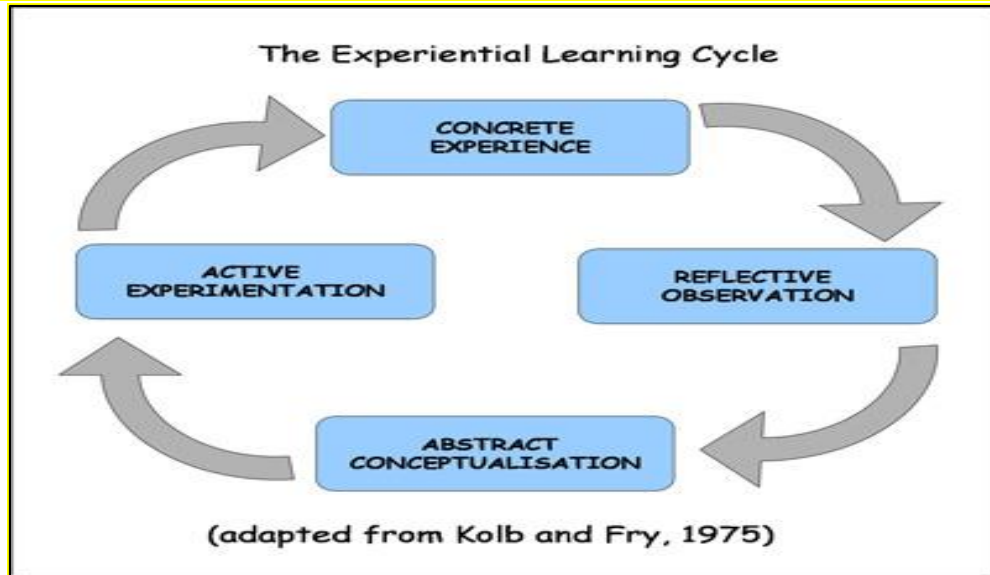 The Experiential Learning Cycle
CONCRETE
EXPERIENCE
REFLECTIVE
OBSERVATION
ABSTRACT
CONCEPTUALISATION
ACTIVE
EXPERIMENTATION
(adapted from Kolb and Fry, 1975)